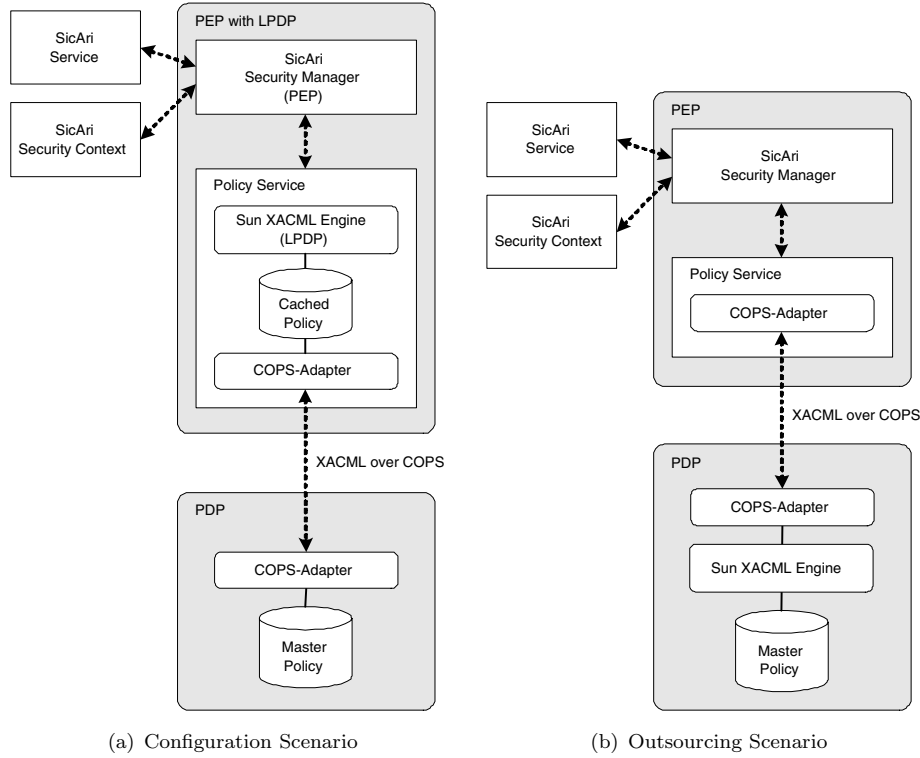 PEP with LPDP
SicAri
Service
SicAri
Security Manager
(PEP)
SicAri
Security Context
Policy Service
Sun XACML Engine
(LPDP)
Cached
Policy
COPS-Adapter
XACML over COPS
PDP
COPS-Adapter
Master
Policy
(a) Configuration Scenario
PEP
SicAri
Service
SicAri
Security Manager
SicAri
Security Context
Policy Service
COPS-Adapter
XACML over COPS
PDP
COPS-Adapter
Sun XACML Engine
Master
Policy
(b) Outsourcing Scenario